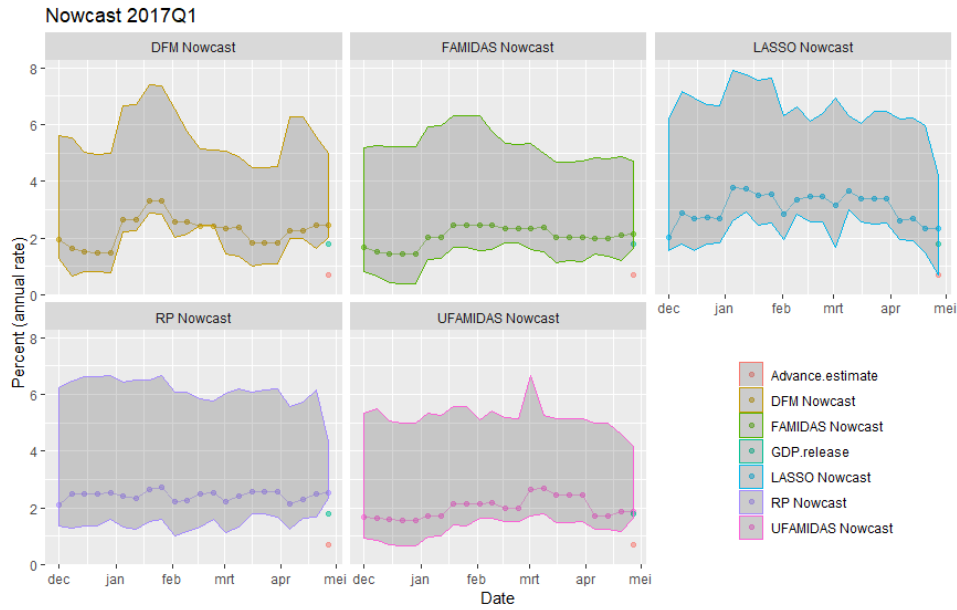 Nowcast 2017Q1
DFM Nowcast
FAMIDAS Nowcast
LASSO Nowcast
8
6
4
2
0
dec jan feb mrt apr mei
RP Nowcast
UFAMIDAS Nowcast
8
6
4
2
0
dec jan feb mrt apr mei
dec jan feb mrt apr mei
Percent (annual rate)
Date
Advance.estimate
DFM Nowcast
FAMIDAS Nowcast
GDP.release
LASSO Nowcast
RP Nowcast
UFAMIDAS Nowcast